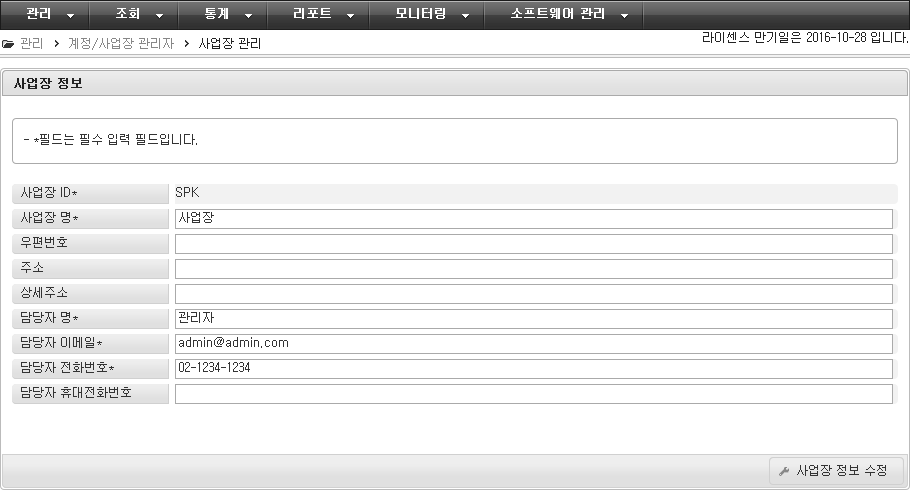 관리 조회 통계 리포트 모니터링 소프트웨어 관리
관리 > 계정/사업장 관리자 > 사업장 관리 라이센스 만기일은 2016-10-28 입니다.
사업장 정보
- *필드는 필수 입력 필드입니다.
사업장 ID* SPK
사업장 명* 사업장
우편번호
주소
상세주소
담당자 명* 관리자
담당자 이메일* admin@admin.com
담당자 전화번호* 02-1234-1234
담당자 휴대전화번호
사업장 정보 수정